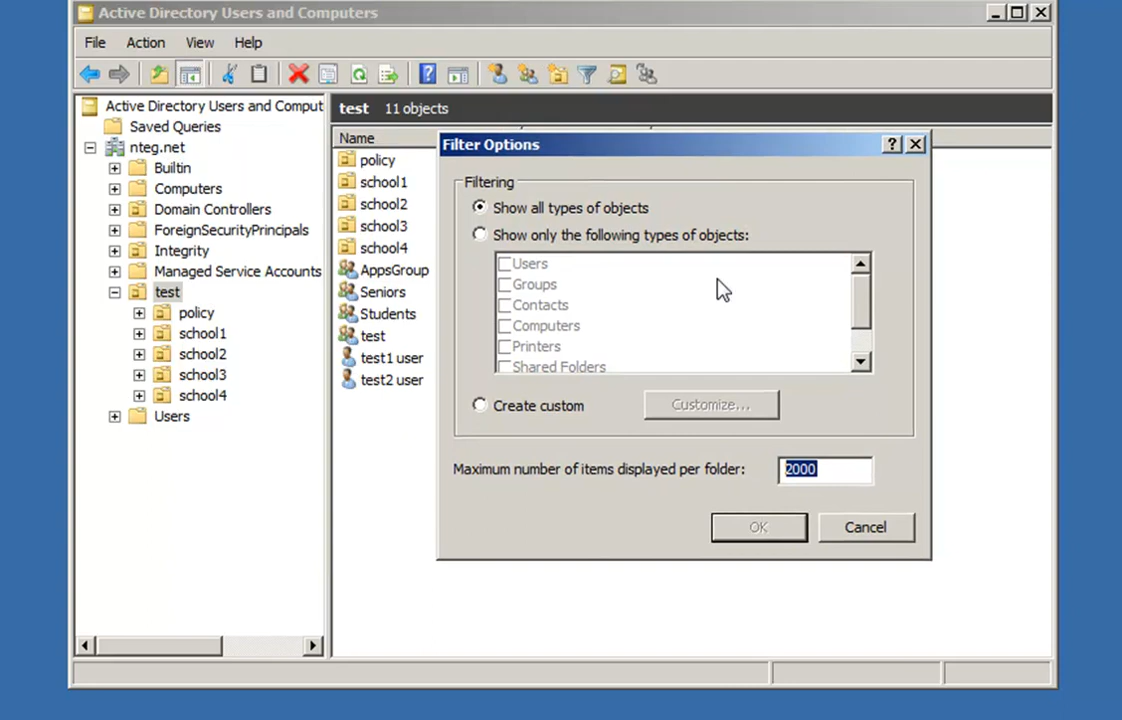 Active Directory Users and Computers
File Action View Help
Active Directory Users and Comput
Saved Queries
nteg.net
Builtin
Computers
Domain Controllers
ForeignSecurityPrincipals
Integrity
Managed Service Accounts
test
policy
school1
school2
school3
school4
Users
test 11 objects
Name
policy
school1
school2
school3
school4
AppsGroup
Seniors
Students
test
test1 user
test2 user
Filter Options
Filtering
Show all types of objects
Show only the following types of objects:
Users
Groups
Contacts
Computers
Printers
Shared Folders
Create custom Customize...
Maximum number of items displayed per folder: 2000
OK Cancel